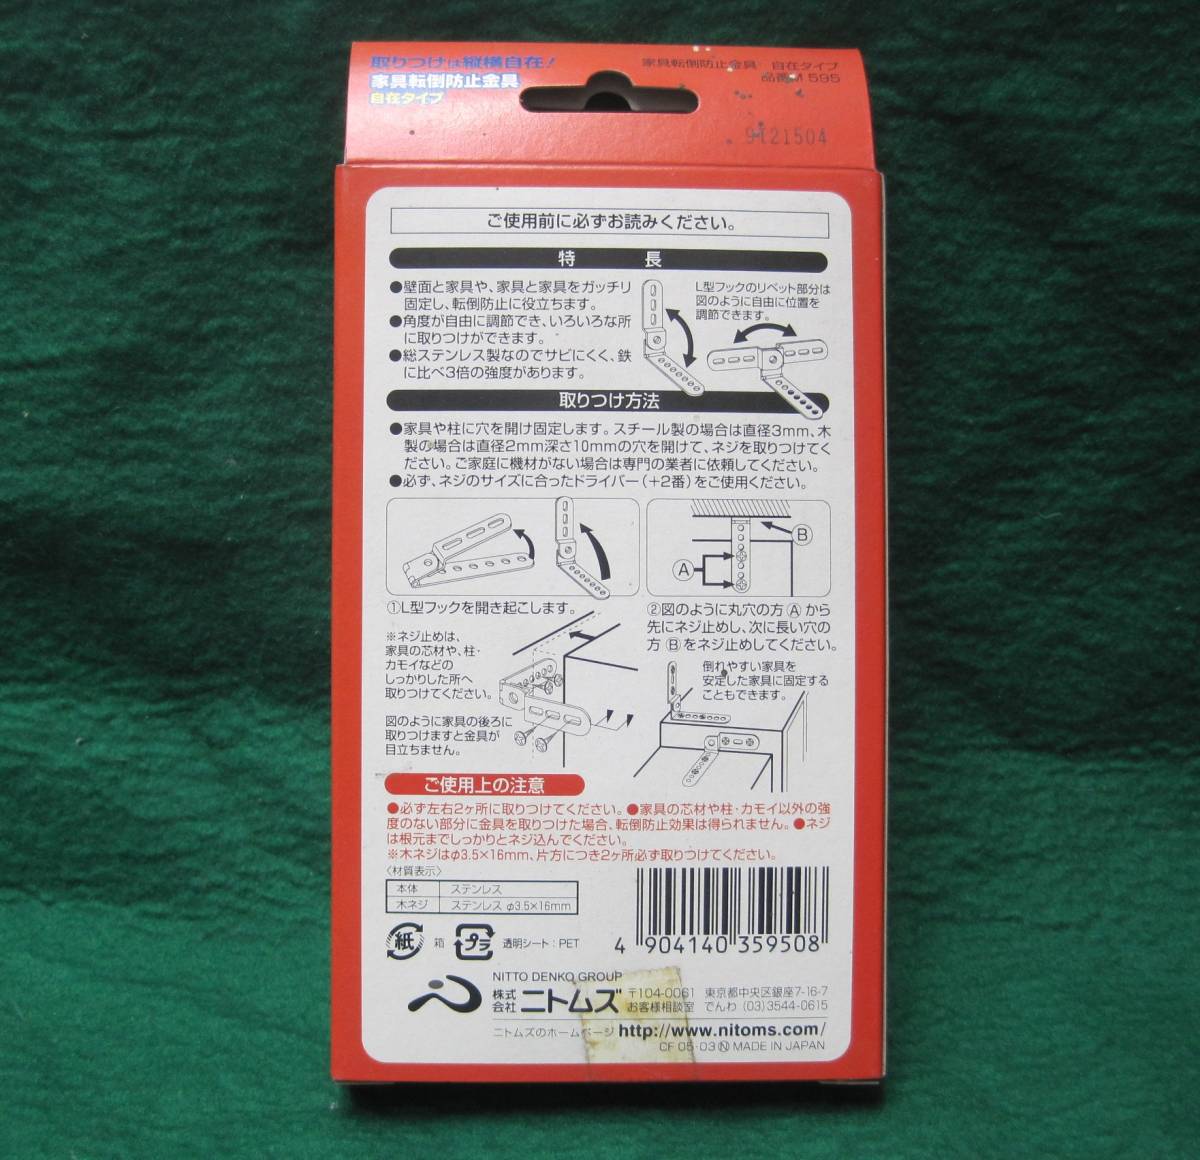 取りつけは縦横自在!
家具転倒防止金具
自在タイプ
家具転倒防止金具 自在タイプ
品番M 595
9121504
ご使用前に必ずお読みください。
特 長
●壁面と家具や、家具と家具をガッチリ
固定し、転倒防止に役立ちます。
●角度が自由に調節でき、いろいろな所
に取りつけができます。
●総ステンレス製なのでサビにくく、鉄
に比べ3倍の強度があります。
L型フックのリベット部分は
図のように自由に位置を
調節できます。
取りつけ方法
●家具や柱に穴を開け固定します。スチール製の場合は直径3mm、木
製の場合は直径2mm深さ10mmの穴を開けて、ネジを取りつけてく
ださい。ご家庭に機材がない場合は専門の業者に依頼してください。
●必ず、ネジのサイズに合ったドライバー(+2番)をご使用ください。
B
A
①L型フックを開き起こします。
②図のように丸穴の方Ⓐから
先にネジ止めし、次に長い穴の
方Ⓑをネジ止めしてください。
※ネジ止めは、
家具の芯材や、柱・
カモイなどの
しっかりした所へ
取りつけてください。
図のように家具の後ろに
取りつけますと金具が
目立ちません。
倒れやすい家具を
安定した家具に固定する
こともできます。
ご使用上の注意
●必ず左右2ヶ所に取りつけてください。●家具の芯材や柱・カモイ以外の強
度のない部分に金具を取りつけた場合、転倒防止効果は得られません。●ネジ
は根元までしっかりとネジ込んでください。
※木ネジはφ3.5×16mm、片方につき2ヶ所必ず取りつけてください。
〈材質表示〉
本体 ステンレス
木ネジ ステンレス φ3.5×16mm
紙 箱 プラ 透明シート:PET
4 904140 359508
NITTO DENKO GROUP
株式会社 ニトムズ
〒104-0061 東京都中央区銀座7-16-7
お客様相談室 でんわ (03)3544-0615
ニトムズのホームページ http://www.nitoms.com/
CF 05・03Ⓝ MADE IN JAPAN